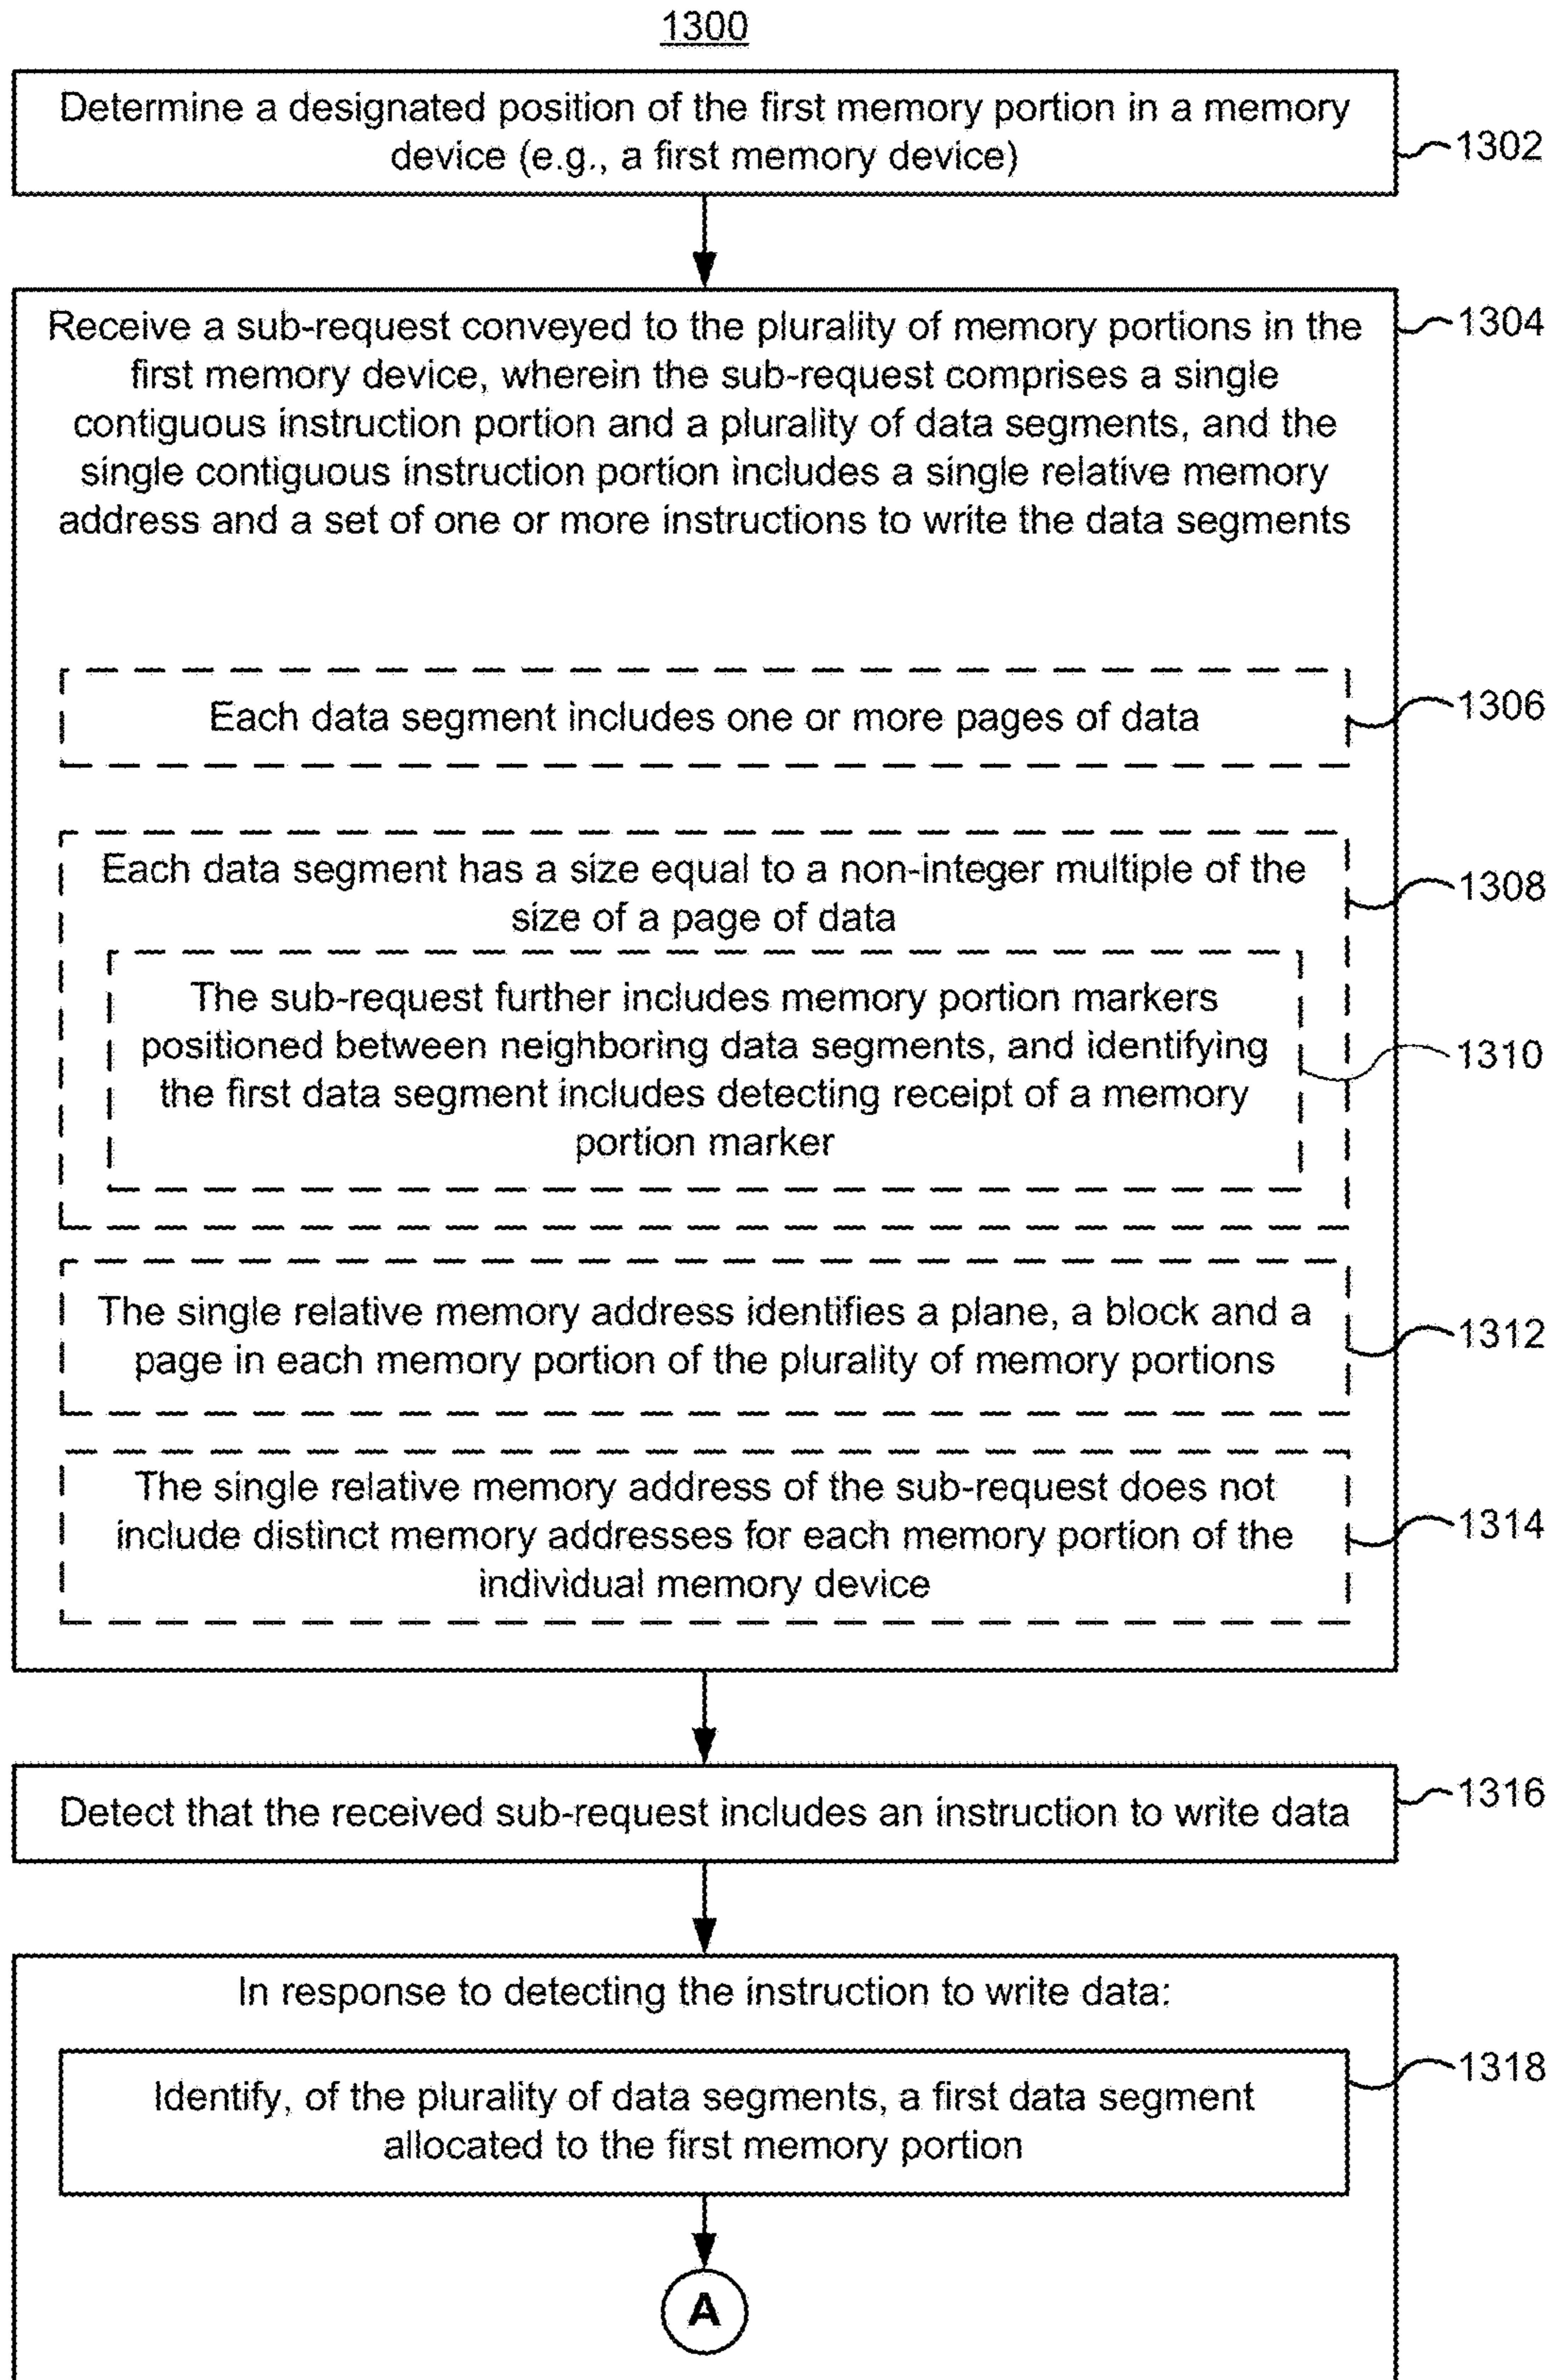 1300
Determine a designated position of the first memory portion in a memory
device (e.g., a first memory device)
1302
Receive a sub-request conveyed to the plurality of memory portions in the
first memory device, wherein the sub-request comprises a single
contiguous instruction portion and a plurality of data segments, and the
single contiguous instruction portion includes a single relative memory
address and a set of one or more instructions to write the data segments
1304
Each data segment includes one or more pages of data
1306
Each data segment has a size equal to a non-integer multiple of the
size of a page of data
1308
The sub-request further includes memory portion markers
positioned between neighboring data segments, and identifying
the first data segment includes detecting receipt of a memory
portion marker
1310
The single relative memory address identifies a plane, a block and a
page in each memory portion of the plurality of memory portions
1312
The single relative memory address of the sub-request does not
include distinct memory addresses for each memory portion of the
individual memory device
1314
Detect that the received sub-request includes an instruction to write data
1316
In response to detecting the instruction to write data:
Identify, of the plurality of data segments, a first data segment
allocated to the first memory portion
1318
A